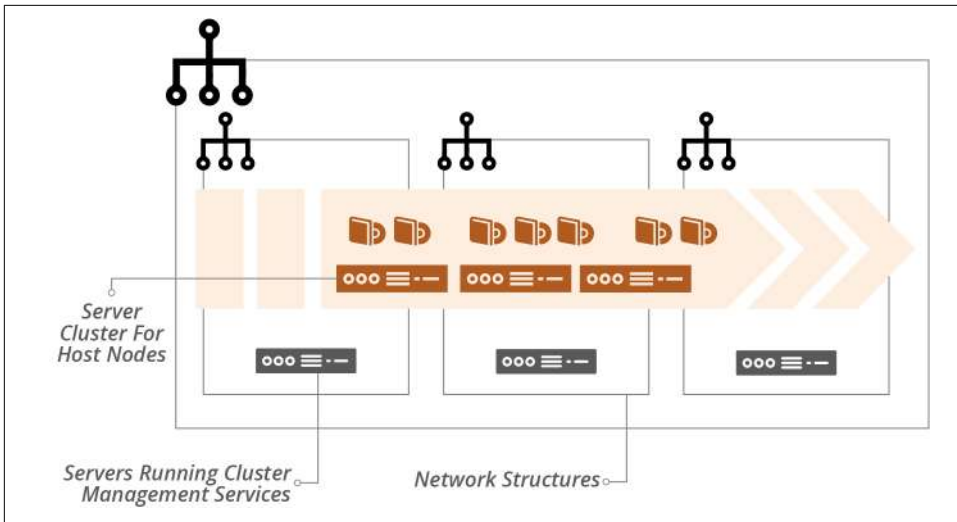 Server
Cluster For
Host Nodes
Servers Running Cluster
Management Services
Network Structures